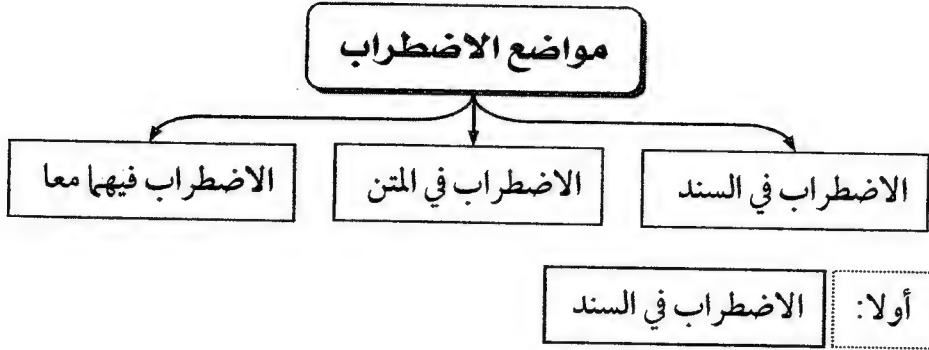 مواضع الاضطراب
الاضطراب في السند
الاضطراب في المتن
الاضطراب فيهما معا
أولا: الاضطراب في السند